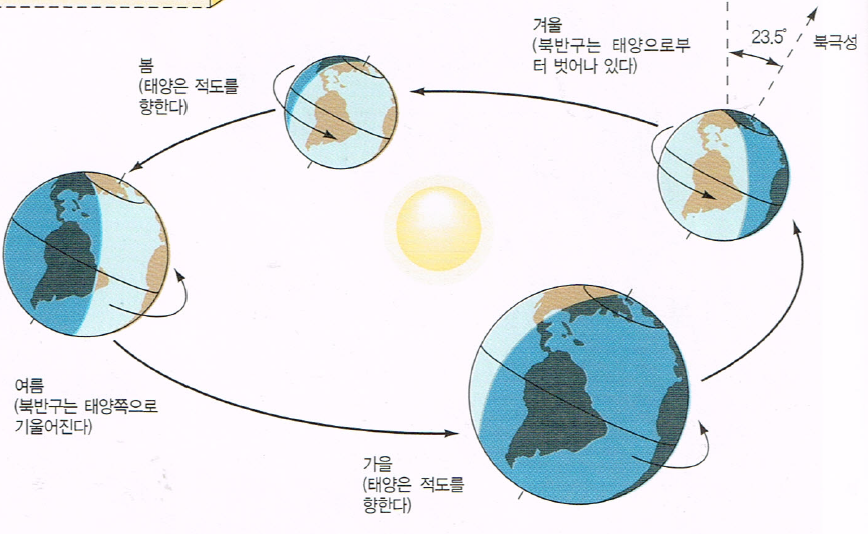 겨울
(북반구는 태양으로부
터 벗어나 있다)
23.5°
북극성
봄
(태양은 적도를
향한다)
여름
(북반구는 태양쪽으로
기울어진다)
가을
(태양은 적도를
향한다)